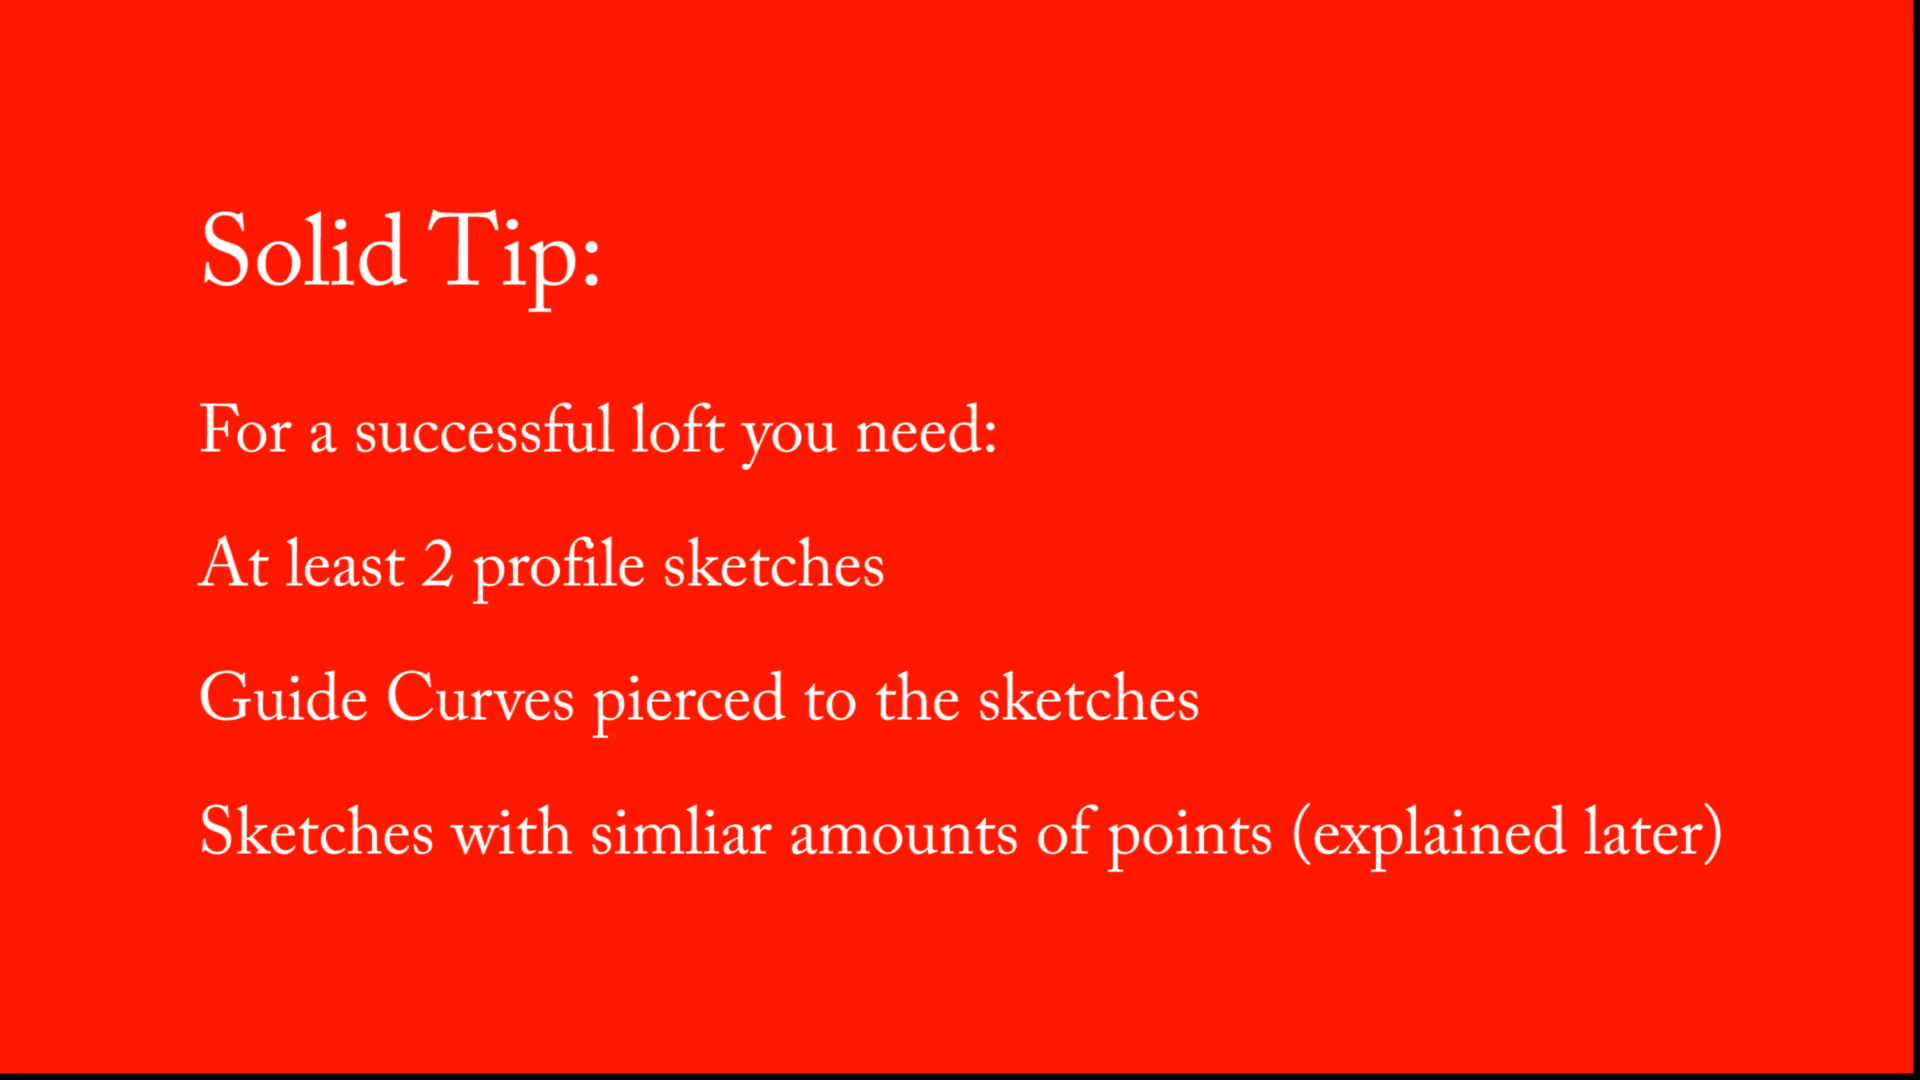 Solid Tip:
For a successful loft you need:
At least 2 profile sketches
Guide Curves pierced to the sketches
Sketches with simliar amounts of points (explained later)